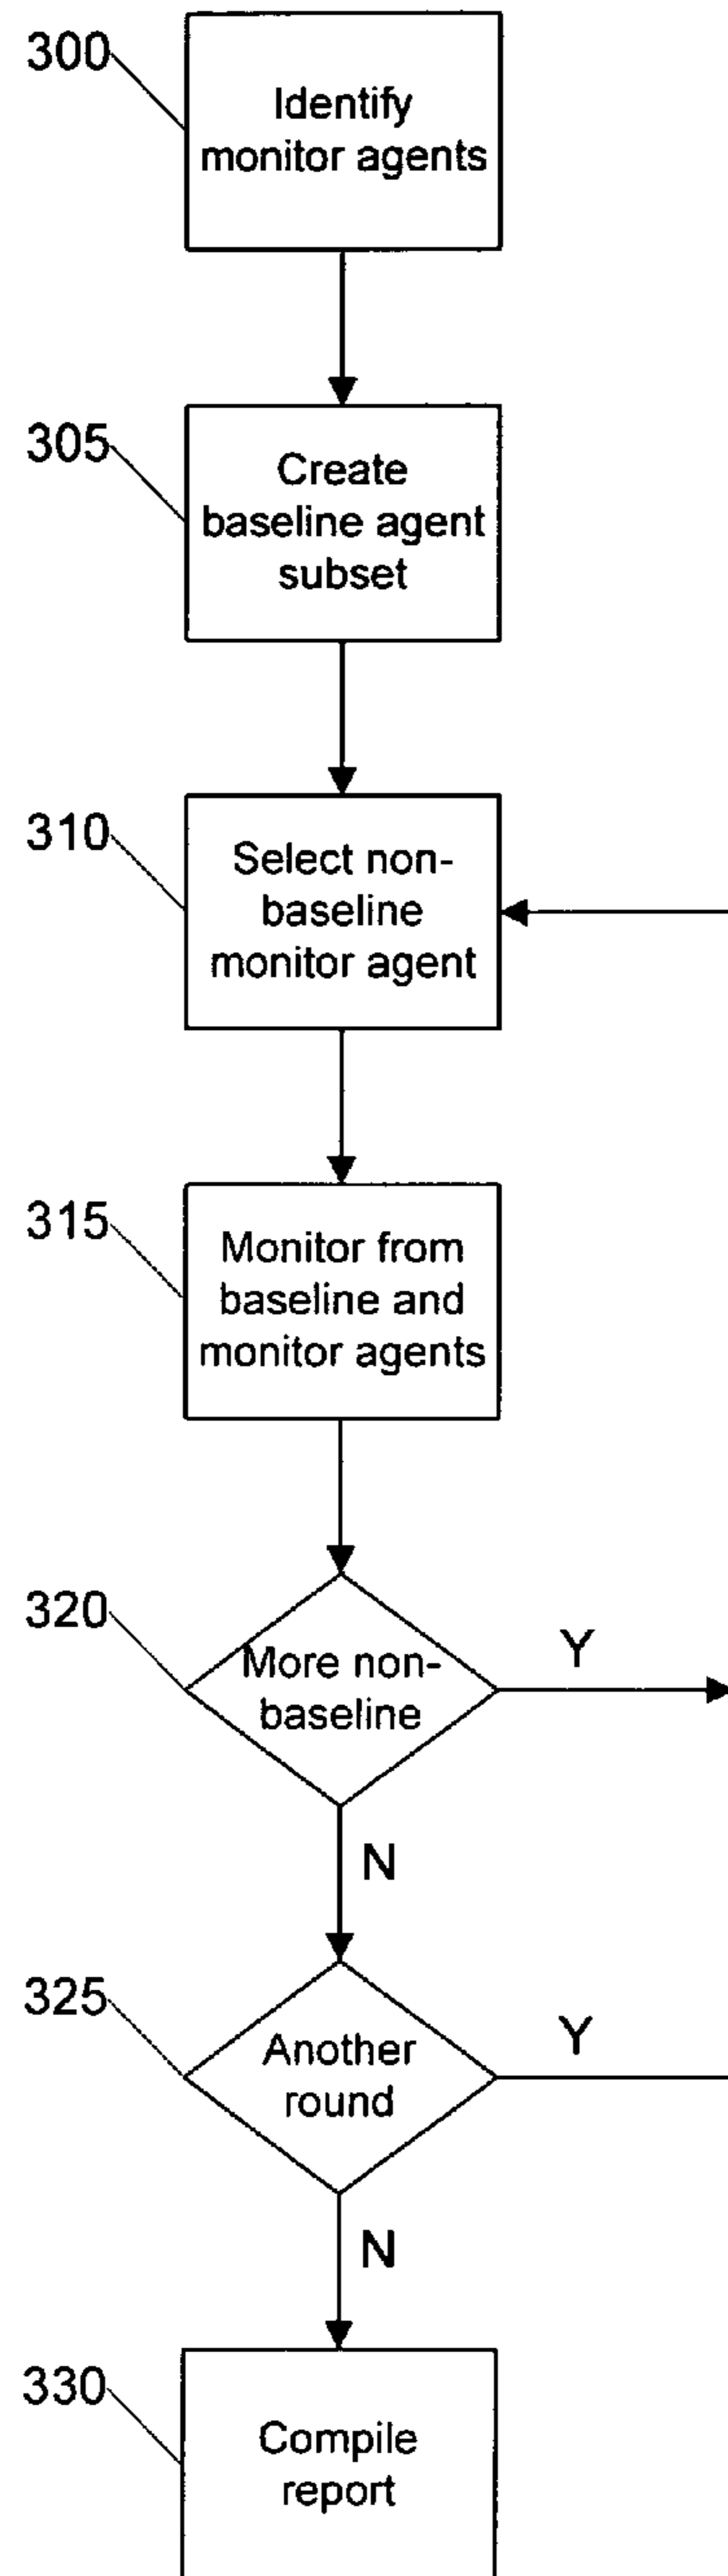 300
Identify
monitor agents
305
Create
baseline agent
subset
310
Select non-
baseline
monitor agent
315
Monitor from
baseline and
monitor agents
320
More non-
baseline
Y
N
325
Another
round
Y
N
330
Compile
report